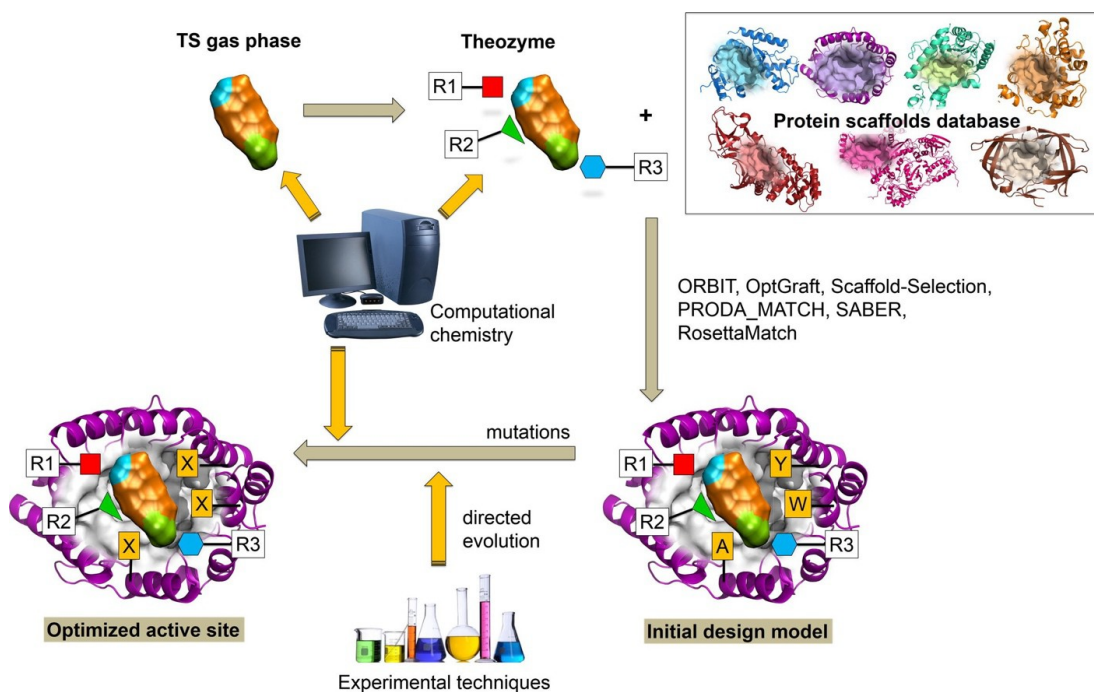 TS gas phase
Theozyme
R1
R2
R3
+
Protein scaffolds database
Computational
chemistry
ORBIT, OptGraft, Scaffold-Selection,
PRODA_MATCH, SABER,
RosettaMatch
mutations
directed
evolution
R1
R2
X
X
X
R3
Optimized active site
R1
R2
Y
W
A
R3
Initial design model
Experimental techniques